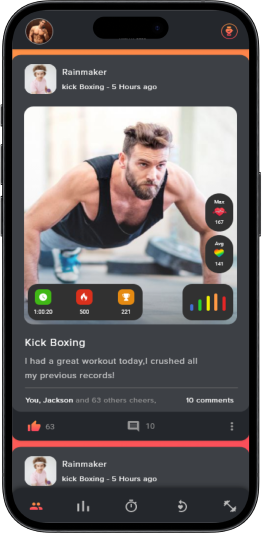 Rainmaker
kick Boxing - 5 Hours ago
Max
167
Avg
141
1:00:20
500
221
Kick Boxing
I had a great workout today,I crushed all
my previous records!
You, Jackson and 63 others cheers,
10 comments
63
10
Rainmaker
kick Boxing - 5 Hours ago